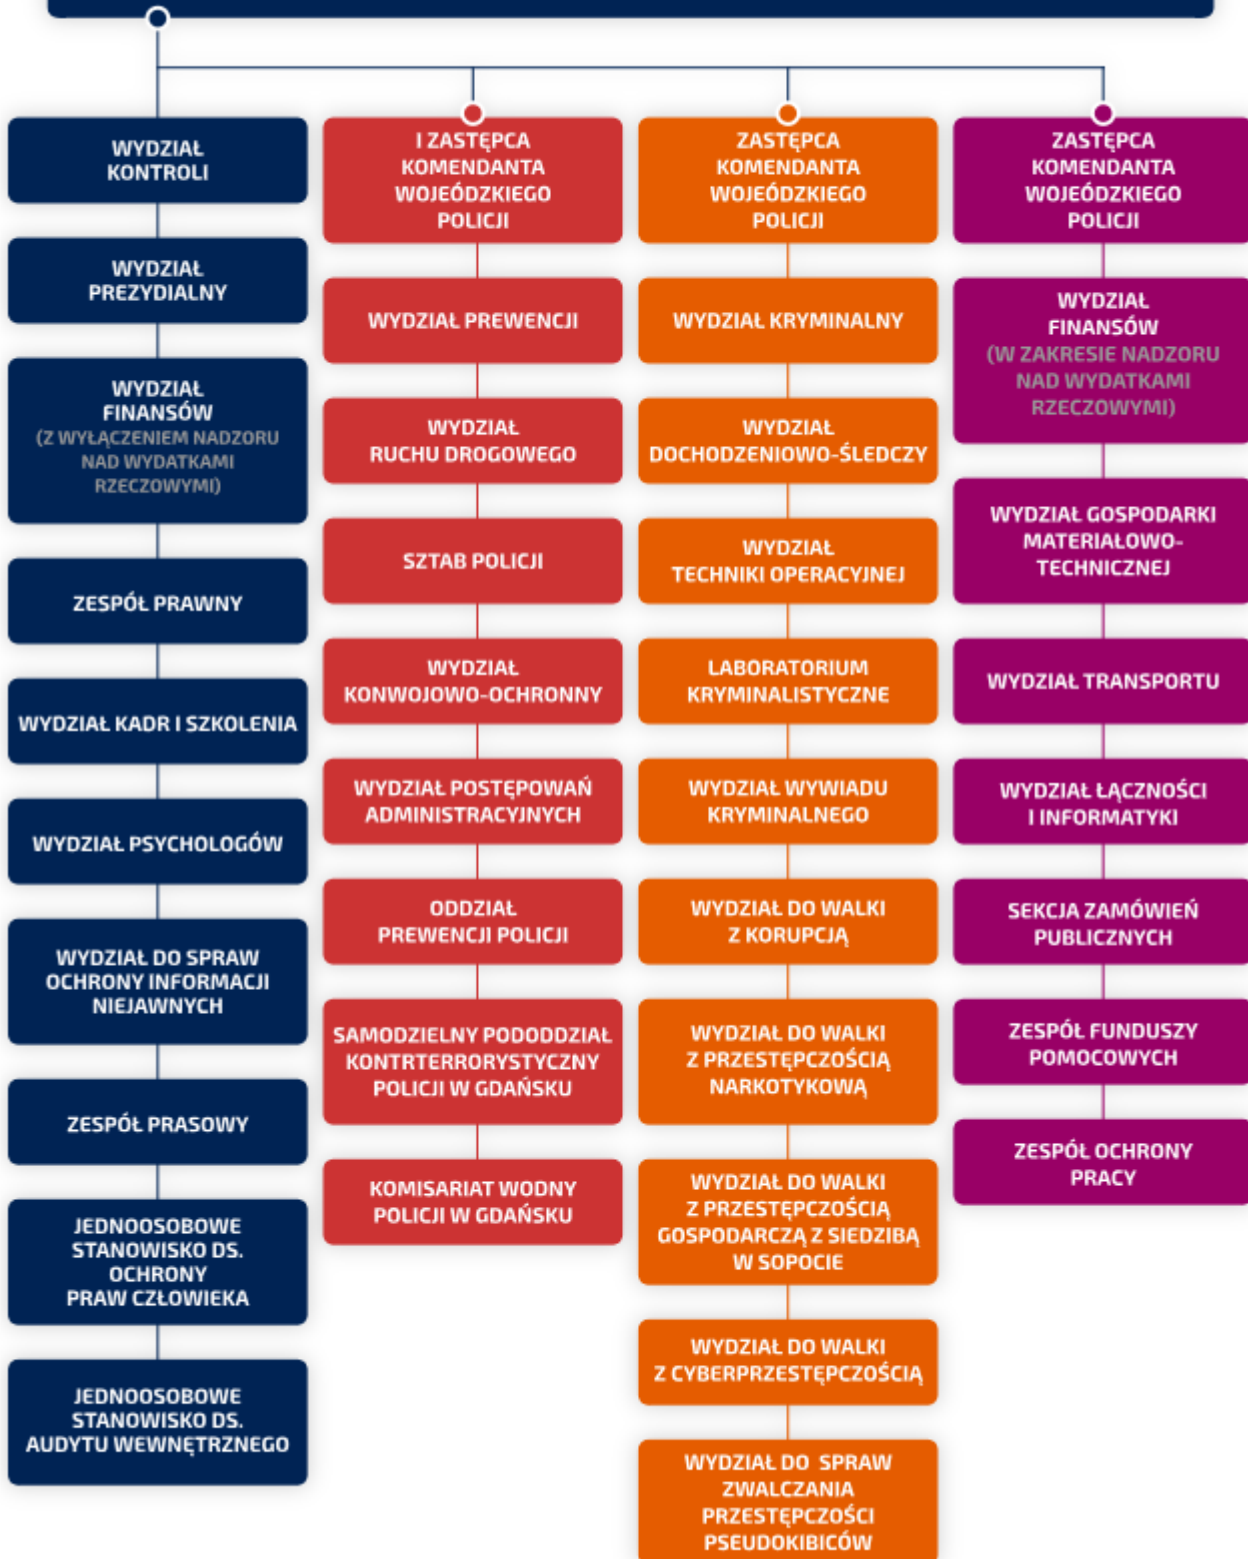 WYDZIAŁ
KONTROLI
WYDZIAŁ
PREZYDIALNY
WYDZIAŁ
FINANSÓW
(Z WYŁĄCZENIEM NADZORU
NAD WYDATKAMI
RZECZOWYMI)
ZESPÓŁ PRAWNY
WYDZIAŁ KADR I SZKOLENIA
WYDZIAŁ PSYCHOLOGÓW
WYDZIAŁ DO SPRAW
OCHRONY INFORMACJI
NIEJAWNYCH
ZESPÓŁ PRASOWY
JEDNOOSOBOWE
STANOWISKO DS.
OCHRONY
PRAW CZŁOWIEKA
JEDNOOSOBOWE
STANOWISKO DS.
AUDYTU WEWNĘTRZNEGO
I ZASTĘPCA
KOMENDANTA
WOJEÓDZKIEGO
POLICJI
WYDZIAŁ PREWENCJI
WYDZIAŁ
RUCHU DROGOWEGO
SZTAB POLICJI
WYDZIAŁ
KONWOJOWO-OCHRONNY
WYDZIAŁ POSTĘPOWAŃ
ADMINISTRACYJNYCH
ODDZIAŁ
PREWENCJI POLICJI
SAMODZIELNY PODODDZIAŁ
KONTRTERRORYSTYCZNY
POLICJI W GDAŃSKU
KOMISARIAT WODNY
POLICJI W GDAŃSKU
ZASTĘPCA
KOMENDANTA
WOJEÓDZKIEGO
POLICJI
WYDZIAŁ KRYMINALNY
WYDZIAŁ
DOCHODZENIOWO-ŚLEDCZY
WYDZIAŁ
TECHNIKI OPERACYJNEJ
LABORATORIUM
KRYMINALISTYCZNE
WYDZIAŁ WYWIADU
KRYMINALNEGO
WYDZIAŁ DO WALKI
Z KORUPCJĄ
WYDZIAŁ DO WALKI
Z PRZESTĘPCZOŚCIĄ
NARKOTYKOWĄ
WYDZIAŁ DO WALKI
Z PRZESTĘPCZOŚCIĄ
GOSPODARCZĄ Z SIEDZIBĄ
W SOPOCIE
WYDZIAŁ DO WALKI
Z CYBERPRZESTĘPCZOŚCIĄ
WYDZIAŁ DO SPRAW
ZWALCZANIA
PRZESTĘPCZOŚCI
PSEUDOKIBICÓW
ZASTĘPCA
KOMENDANTA
WOJEÓDZKIEGO
POLICJI
WYDZIAŁ
FINANSÓW
(W ZAKRESIE NADZORU
NAD WYDATKAMI
RZECZOWYMI)
WYDZIAŁ GOSPODARKI
MATERIAŁOWO-
TECHNICZNEJ
WYDZIAŁ TRANSPORTU
WYDZIAŁ ŁĄCZNOŚCI
I INFORMATYKI
SEKCJA ZAMÓWIEŃ
PUBLICZNYCH
ZESPÓŁ FUNDUSZY
POMOCOWYCH
ZESPÓŁ OCHRONY
PRACY